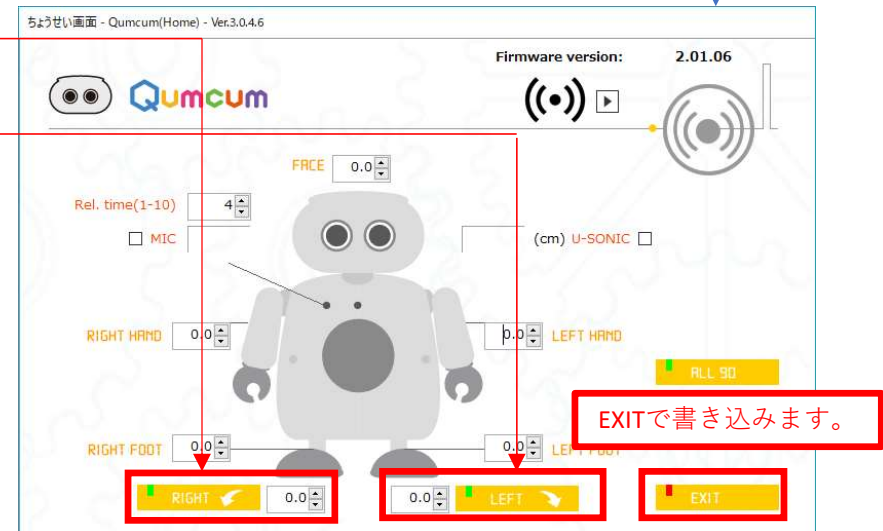 ちょうせい画面 - Qumcum(Home) - Ver.3.0.4.6
Firmware version: 2.01.06
Qumcum
FACE 0.0
Rel. time(1-10) 4
MIC
(cm) U-SONIC
RIGHT HAND 0.0
0.0 LEFT HAND
ALL 90
EXITで書き込みます。
RIGHT FOOT 0.0
0.0 LEFT FOOT
RIGHT 0.0
0.0 LEFT
EXIT